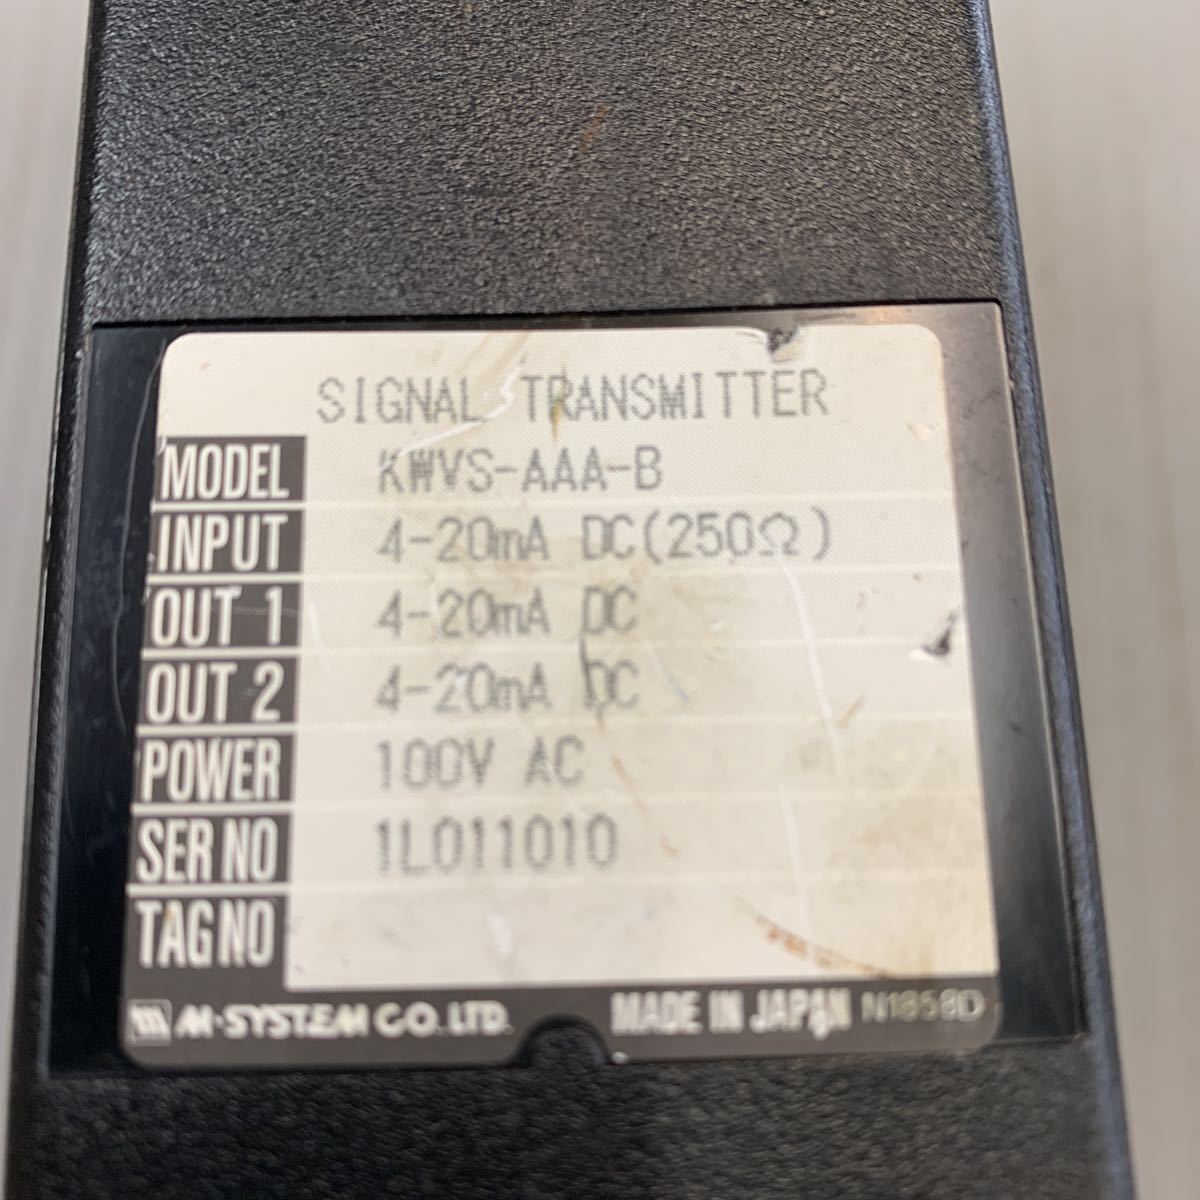 SIGNAL TRANSMITTER
MODEL KWVS-AAA-B
INPUT 4-20mA DC(250Ω)
OUT 1 4-20mA DC
OUT 2 4-20mA DC
POWER 100V AC
SER NO 1L011010
TAG NO
M-SYSTEM CO.,LTD. MADE IN JAPAN N1858D